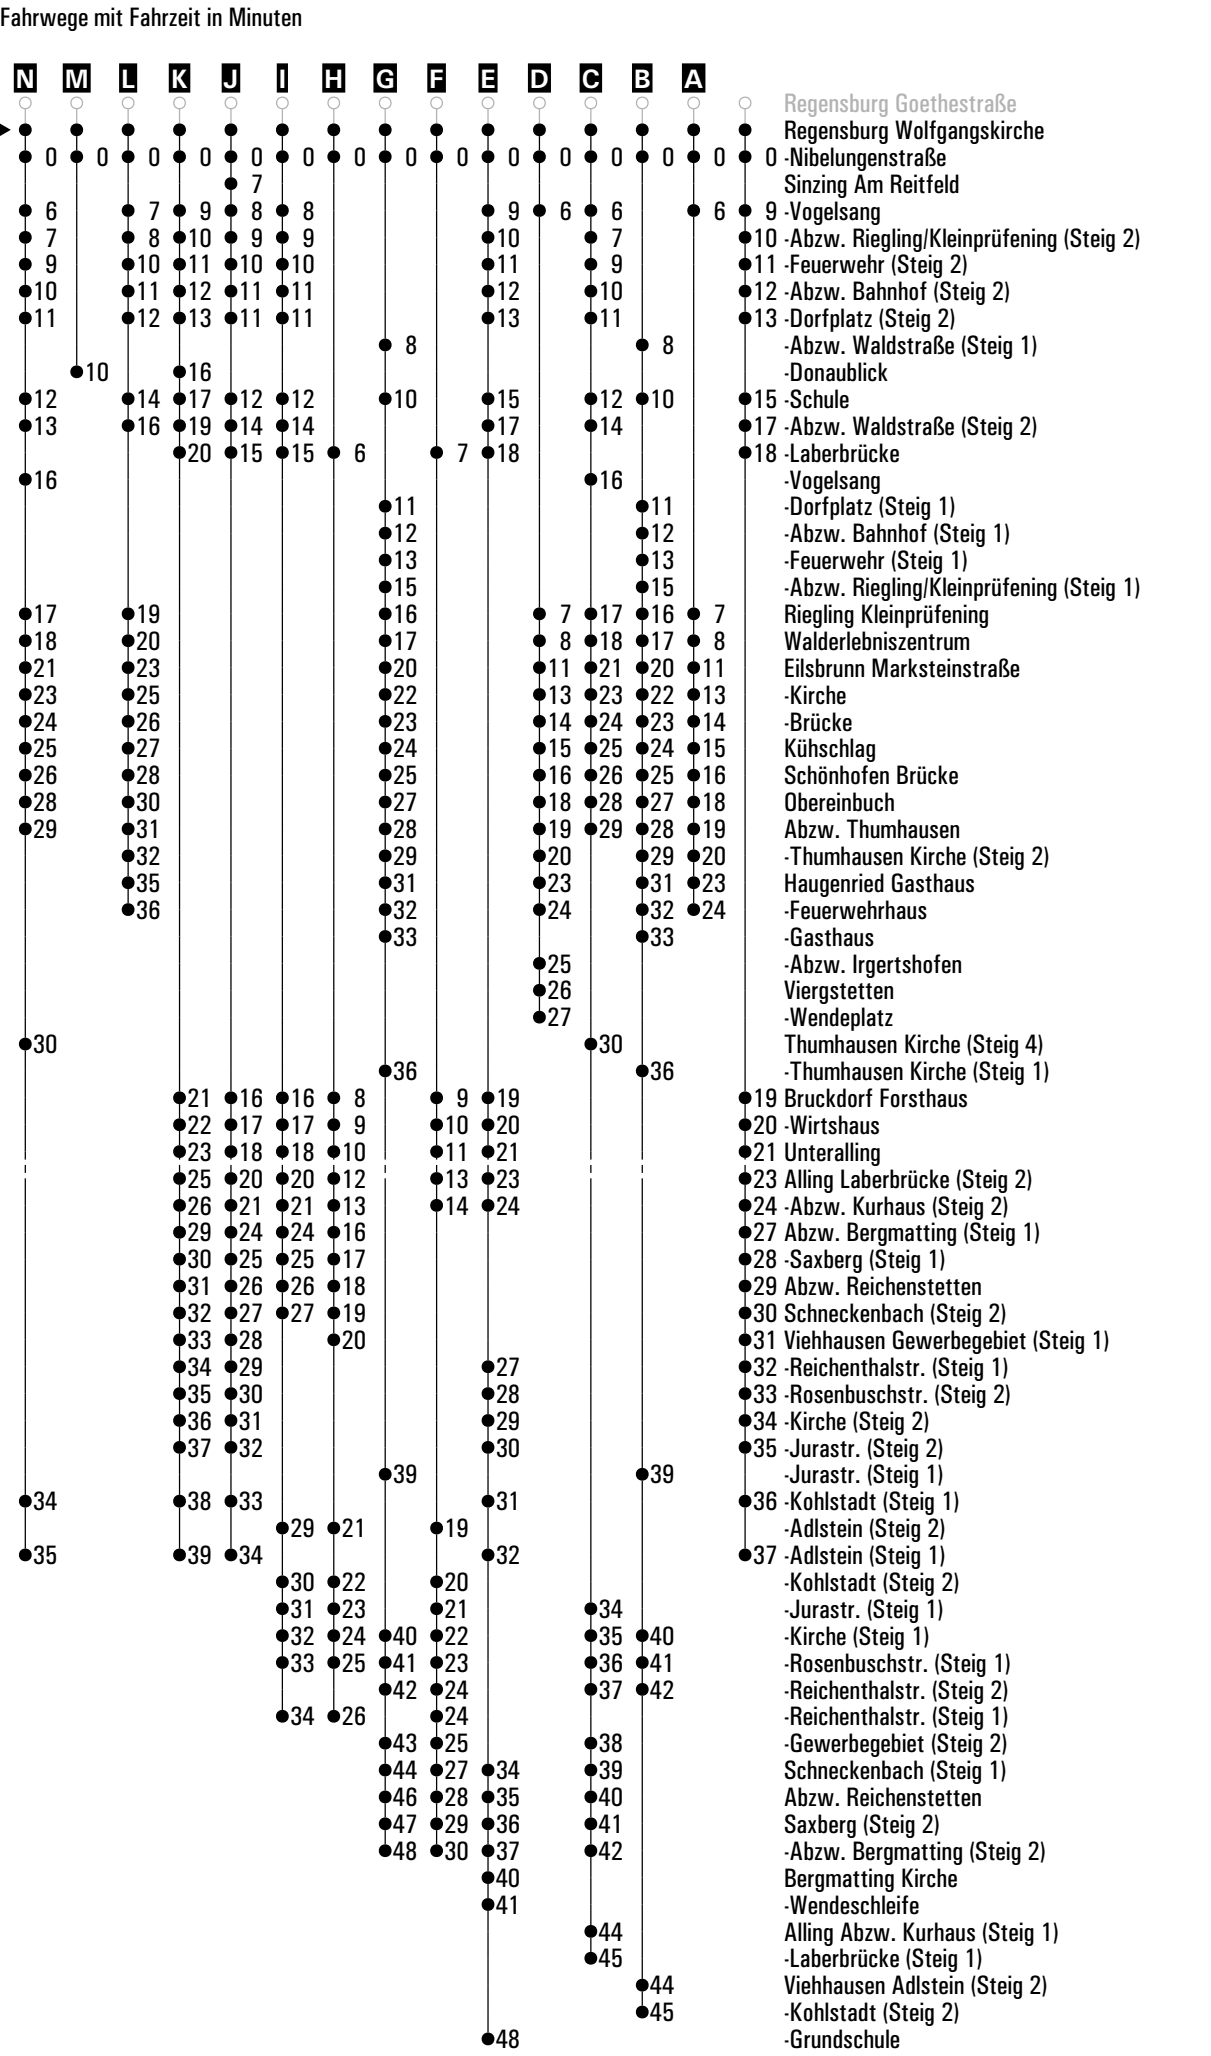 Fahrwege mit Fahrzeit in Minuten
N M L K J I H G F E D C B A
Regensburg Goethestraße
Regensburg Wolfgangskirche
0 0 0 0 0 0 0 0 0 0 0 0 0 0 0 -Nibelungenstraße
7 Sinzing Am Reitfeld
6 7 9 8 8 9 6 6 6 9 -Vogelsang
7 8 10 9 9 10 7 10 -Abzw. Riegling/Kleinprüfening (Steig 2)
9 10 11 10 10 11 9 11 -Feuerwehr (Steig 2)
10 11 12 11 11 12 10 12 -Abzw. Bahnhof (Steig 2)
11 12 13 11 11 13 11 13 -Dorfplatz (Steig 2)
8 8 -Abzw. Waldstraße (Steig 1)
10 16 -Donaublick
12 14 17 12 12 10 15 12 10 15 -Schule
13 16 19 14 14 17 14 17 -Abzw. Waldstraße (Steig 2)
20 15 15 6 7 18 18 -Laberbrücke
16 16 -Vogelsang
11 11 -Dorfplatz (Steig 1)
12 12 -Abzw. Bahnhof (Steig 1)
13 13 -Feuerwehr (Steig 1)
15 15 -Abzw. Riegling/Kleinprüfening (Steig 1)
17 19 16 7 17 16 7 Riegling Kleinprüfening
18 20 17 8 18 17 8 Walderlebniszentrum
21 23 20 11 21 20 11 Eilsbrunn Marksteinstraße
23 25 22 13 23 22 13 -Kirche
24 26 23 14 24 23 14 -Brücke
25 27 24 15 25 24 15 Kühschlag
26 28 25 16 26 25 16 Schönhofen Brücke
28 30 27 18 28 27 18 Obereinbuch
29 31 28 19 29 28 19 Abzw. Thumhausen
32 29 20 29 20 -Thumhausen Kirche (Steig 2)
35 31 23 31 23 Haugenried Gasthaus
36 32 24 32 24 -Feuerwehrhaus
33 33 -Gasthaus
25 -Abzw. Irgertshofen
26 Viergstetten
27 -Wendeplatz
30 30 Thumhausen Kirche (Steig 4)
36 36 -Thumhausen Kirche (Steig 1)
21 16 16 8 9 19 19 Bruckdorf Forsthaus
22 17 17 9 10 20 20 -Wirtshaus
23 18 18 10 11 21 21 Unteralling
25 20 20 12 13 23 23 Alling Laberbrücke (Steig 2)
26 21 21 13 14 24 24 -Abzw. Kurhaus (Steig 2)
29 24 24 16 27 Abzw. Bergmatting (Steig 1)
30 25 25 17 28 -Saxberg (Steig 1)
31 26 26 18 29 Abzw. Reichenstetten
32 27 27 19 30 Schneckenbach (Steig 2)
33 28 20 31 Viehhausen Gewerbegebiet (Steig 1)
34 29 27 32 -Reichenthalstr. (Steig 1)
35 30 28 33 -Rosenbuschstr. (Steig 2)
36 31 29 34 -Kirche (Steig 2)
37 32 30 35 -Jurastr. (Steig 2)
39 39 -Jurastr. (Steig 1)
34 38 33 31 36 -Kohlstadt (Steig 1)
29 21 19 -Adlstein (Steig 2)
35 39 34 32 37 -Adlstein (Steig 1)
30 22 20 -Kohlstadt (Steig 2)
31 23 21 34 -Jurastr. (Steig 1)
32 24 40 22 35 40 -Kirche (Steig 1)
33 25 41 23 36 41 -Rosenbuschstr. (Steig 1)
42 24 37 42 -Reichenthalstr. (Steig 2)
34 26 24 -Reichenthalstr. (Steig 1)
43 25 38 -Gewerbegebiet (Steig 2)
44 27 34 39 Schneckenbach (Steig 1)
46 28 35 40 Abzw. Reichenstetten
47 29 36 41 Saxberg (Steig 2)
48 30 37 42 -Abzw. Bergmatting (Steig 2)
40 Bergmatting Kirche
41 -Wendeschleife
44 Alling Abzw. Kurhaus (Steig 1)
45 -Laberbrücke (Steig 1)
44 Viehhausen Adlstein (Steig 2)
45 -Kohlstadt (Steig 2)
48 -Grundschule